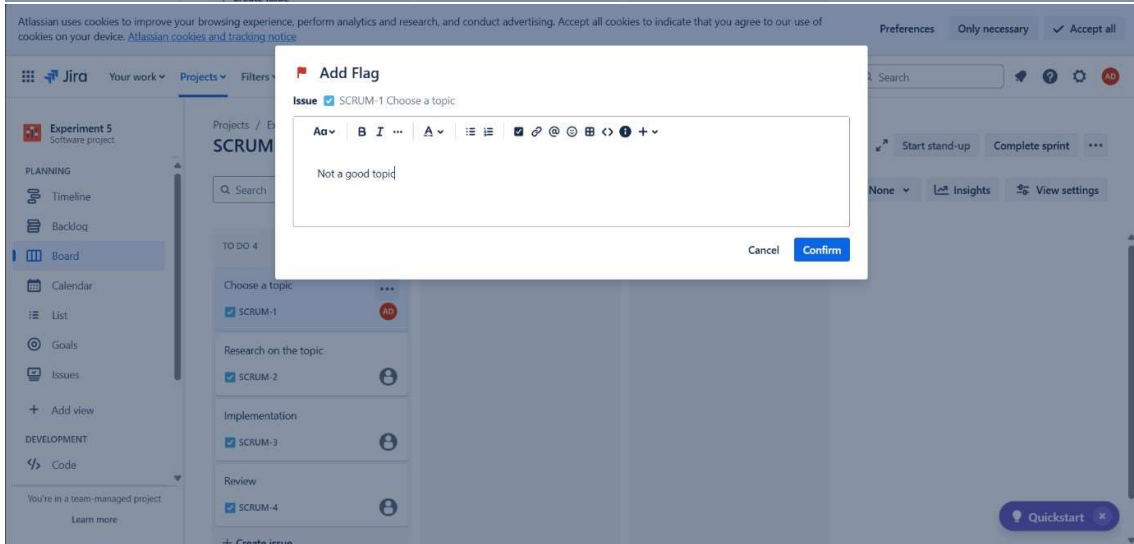 Atlassian uses cookies to improve your browsing experience, perform analytics and research, and conduct advertising. Accept all cookies to indicate that you agree to our use of
cookies on your device. Atlassian cookies and tracking notice
Preferences
Only necessary
Accept all
Jira
Your work
Projects
Filters
Search
AD
Add Flag
Issue SCRUM-1 Choose a topic
Aa B I ... A @ <> +
Not a good topic
Cancel
Confirm
Experiment 5
Software project
PLANNING
Timeline
Backlog
Board
Calendar
List
Goals
Issues
+ Add view
DEVELOPMENT
</> Code
You're in a team-managed project
Learn more
Projects /
SCRUM
Search
Start stand-up
Complete sprint
None
Insights
View settings
TO DO 4
Choose a topic
SCRUM-1
AD
Research on the topic
SCRUM-2
Implementation
SCRUM-3
Review
SCRUM-4
+ Create issue
Quickstart